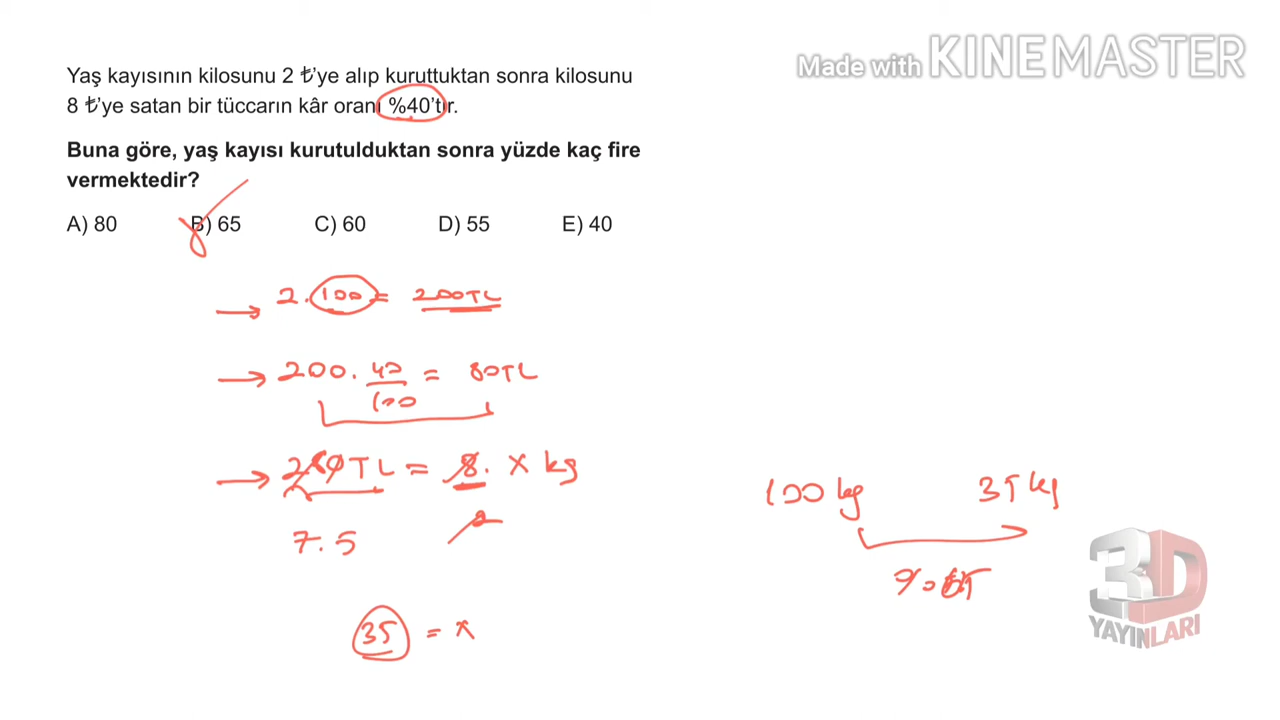 Made with KINEMASTER
Yaş kayısının kilosunu 2 ₺'ye alıp kuruttuktan sonra kilosunu
8 ₺'ye satan bir tüccarın kâr oranı %40'tır.
Buna göre, yaş kayısı kurutulduktan sonra yüzde kaç fire
vermektedir?
A) 80 B) 65 C) 60 D) 55 E) 40
→ 2.100 = 200TL
→ 200. 40/100 = 80TL
→ 280TL = 8. x kg
7.5
35 = x
100 kg 35 kg
%65
3D
YAYINLARI